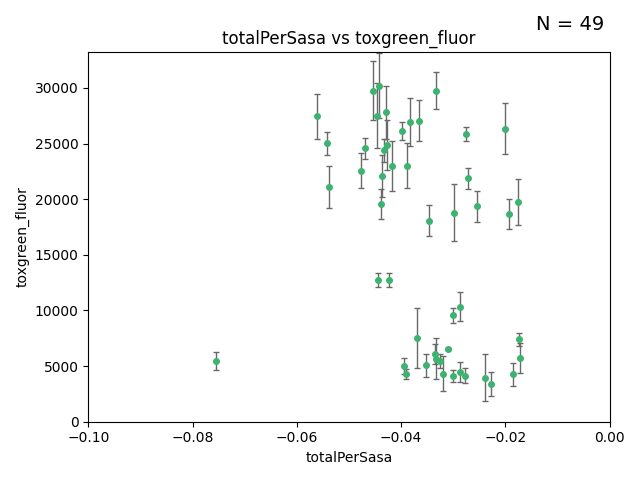 N = 49
totalPerSasa vs toxgreen_fluor
toxgreen_fluor
30000
25000
20000
15000
10000
5000
0
−0.10 −0.08 −0.06 −0.04 −0.02 0.00
totalPerSasa